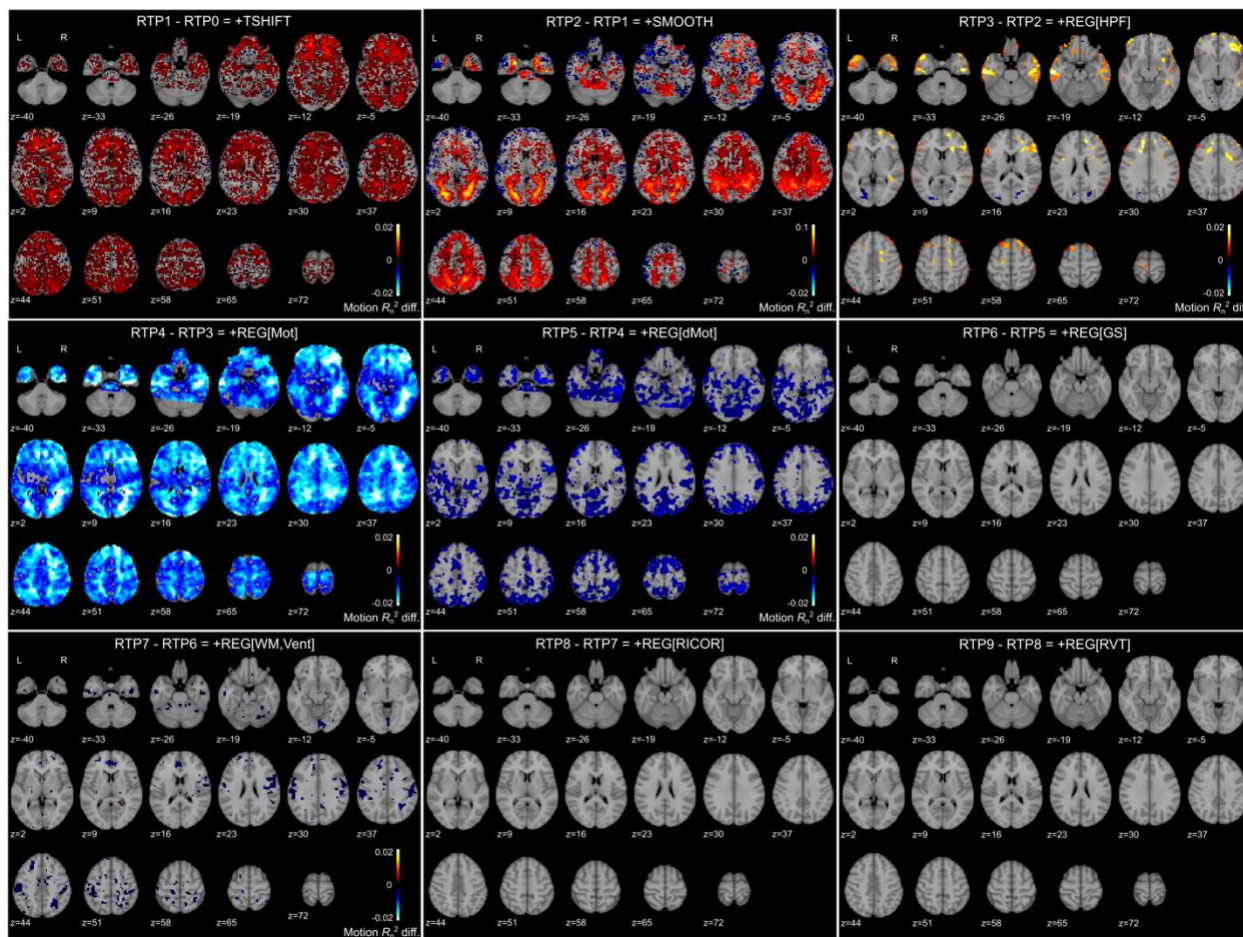 RTP1 - RTP0 = +TSHIFT
L R
z=-40 z=-33 z=-26 z=-19 z=-12 z=-5
z=2 z=9 z=16 z=23 z=30 z=37
0.02
-0.02
z=44 z=51 z=58 z=65 z=72
Motion Rn² diff.
RTP2 - RTP1 = +SMOOTH
L R
z=-40 z=-33 z=-26 z=-19 z=-12 z=-5
z=2 z=9 z=16 z=23 z=30 z=37
0.1
-0.02
z=44 z=51 z=58 z=65 z=72
Motion Rn² diff.
RTP3 - RTP2 = +REG[HPF]
L R
z=-40 z=-33 z=-26 z=-19 z=-12 z=-5
z=2 z=9 z=16 z=23 z=30 z=37
0.02
-0.02
z=44 z=51 z=58 z=65 z=72
Motion Rn² diff.
RTP4 - RTP3 = +REG[Mot]
L R
z=-40 z=-33 z=-26 z=-19 z=-12 z=-5
z=2 z=9 z=16 z=23 z=30 z=37
0.02
-0.02
z=44 z=51 z=58 z=65 z=72
Motion Rn² diff.
RTP5 - RTP4 = +REG[dMot]
L R
z=-40 z=-33 z=-26 z=-19 z=-12 z=-5
z=2 z=9 z=16 z=23 z=30 z=37
0.02
-0.02
z=44 z=51 z=58 z=65 z=72
Motion Rn² diff.
RTP6 - RTP5 = +REG[GS]
L R
z=-40 z=-33 z=-26 z=-19 z=-12 z=-5
z=2 z=9 z=16 z=23 z=30 z=37
z=44 z=51 z=58 z=65 z=72
RTP7 - RTP6 = +REG[WM,Vent]
L R
z=-40 z=-33 z=-26 z=-19 z=-12 z=-5
z=2 z=9 z=16 z=23 z=30 z=37
0.02
-0.02
z=44 z=51 z=58 z=65 z=72
Motion Rn² diff.
RTP8 - RTP7 = +REG[RICOR]
L R
z=-40 z=-33 z=-26 z=-19 z=-12 z=-5
z=2 z=9 z=16 z=23 z=30 z=37
z=44 z=51 z=58 z=65 z=72
RTP9 - RTP8 = +REG[RVT]
L R
z=-40 z=-33 z=-26 z=-19 z=-12 z=-5
z=2 z=9 z=16 z=23 z=30 z=37
z=44 z=51 z=58 z=65 z=72